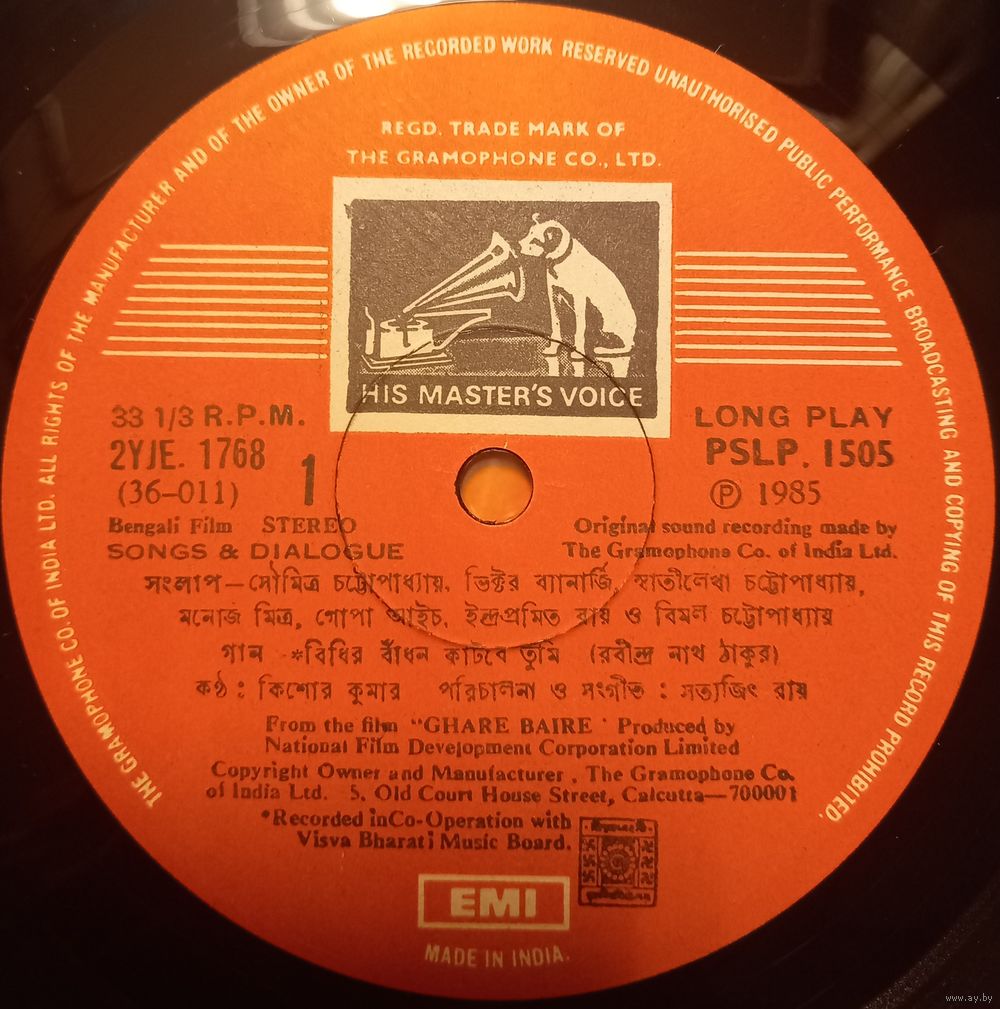 THE GRAMOPHONE CO. OF INDIA LTD. ALL RIGHTS OF THE MANUFACTURER AND OF THE OWNER OF THE RECORDED WORK RESERVED UNAUTHORISED PUBLIC PERFORMANCE BROADCASTING AND COPYING OF THIS RECORD PROHIBITED.
REGD. TRADE MARK OF
THE GRAMOPHONE CO., LTD.
HIS MASTER'S VOICE
33 1/3 R.P.M.
LONG PLAY
2YJE. 1768
PSLP. 1505
(36-011)
1
Ⓟ 1985
Bengali Film STEREO
SONGS & DIALOGUE
Original sound recording made by
The Gramophone Co. of India Ltd.
সংলাপ—সৌমিত্র চট্টোপাধ্যায়, ভিক্টর ব্যানার্জি, স্বাতীলেখা চট্টোপাধ্যায়,
মনোজ মিত্র, গোপা আইচ, ইন্দ্রপ্রমিত রায় ও বিমল চট্টোপাধ্যায়
গান -*বিধির বাঁধন কাটবে তুমি (রবীন্দ্র নাথ ঠাকুর)
কণ্ঠ : কিশোর কুমার পরিচালনা ও সংগীত : সত্যজিৎ রায়
From the film "GHARE BAIRE ' Produced by
National Film Development Corporation Limited
Copyright Owner and Manufacturer , The Gramophone Co.
of India Ltd. 5, Old Court House Street, Calcutta—700001
*Recorded inCo-Operation with
Visva Bharati Music Board.
EMI
MADE IN INDIA.
www.ay.by